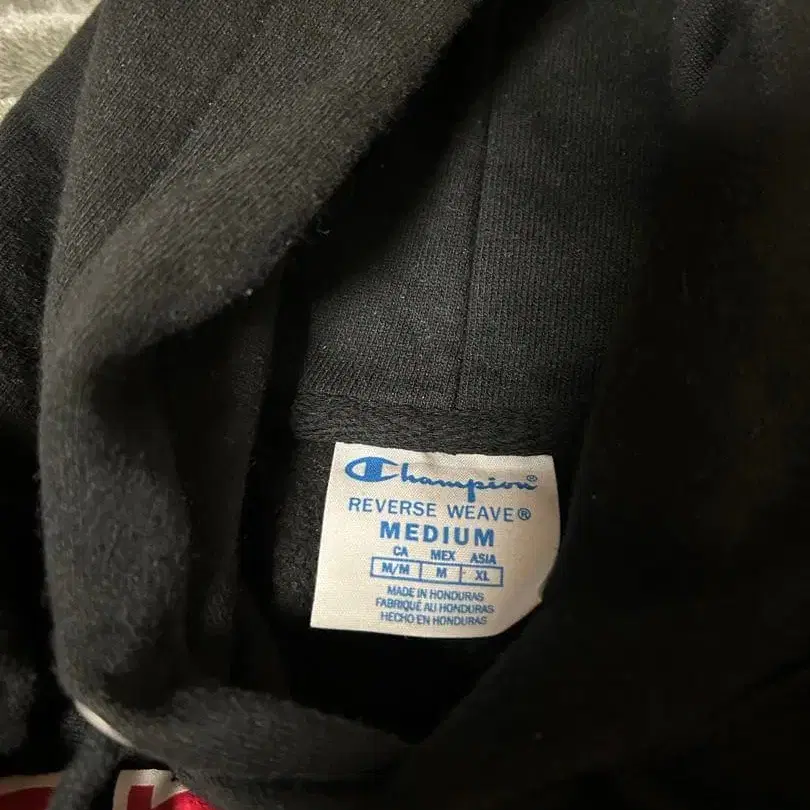 Champion®
REVERSE WEAVE®
MEDIUM
CA MEX ASIA
M/M M XL
MADE IN HONDURAS
FABRIQUÉ AU HONDURAS
HECHO EN HONDURAS